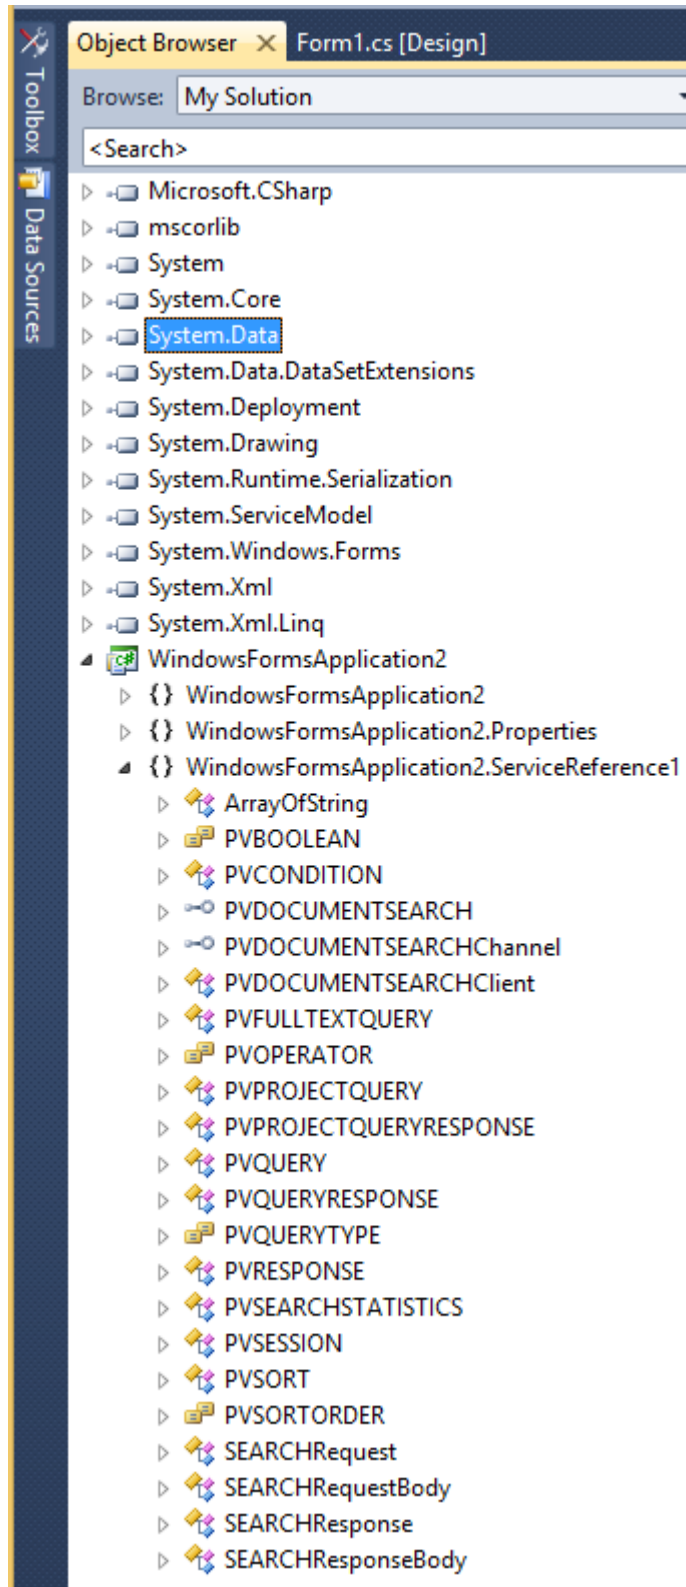 Object Browser
Form1.cs [Design]
Toolbox
Data Sources
Browse: My Solution
<Search>
Microsoft.CSharp
mscorlib
System
System.Core
System.Data
System.Data.DataSetExtensions
System.Deployment
System.Drawing
System.Runtime.Serialization
System.ServiceModel
System.Windows.Forms
System.Xml
System.Xml.Linq
C# WindowsFormsApplication2
{} WindowsFormsApplication2
{} WindowsFormsApplication2.Properties
{} WindowsFormsApplication2.ServiceReference1
ArrayOfString
PVBOOLEAN
PVCONDITION
PVDOCUMENTSEARCH
PVDOCUMENTSEARCHChannel
PVDOCUMENTSEARCHClient
PVFULLTEXTQUERY
PVOPERATOR
PVPROJECTQUERY
PVPROJECTQUERYRESPONSE
PVQUERY
PVQUERYRESPONSE
PVQUERYTYPE
PVRESPONSE
PVSEARCHSTATISTICS
PVSESSION
PVSORT
PVSORTORDER
SEARCHRequest
SEARCHRequestBody
SEARCHResponse
SEARCHResponseBody